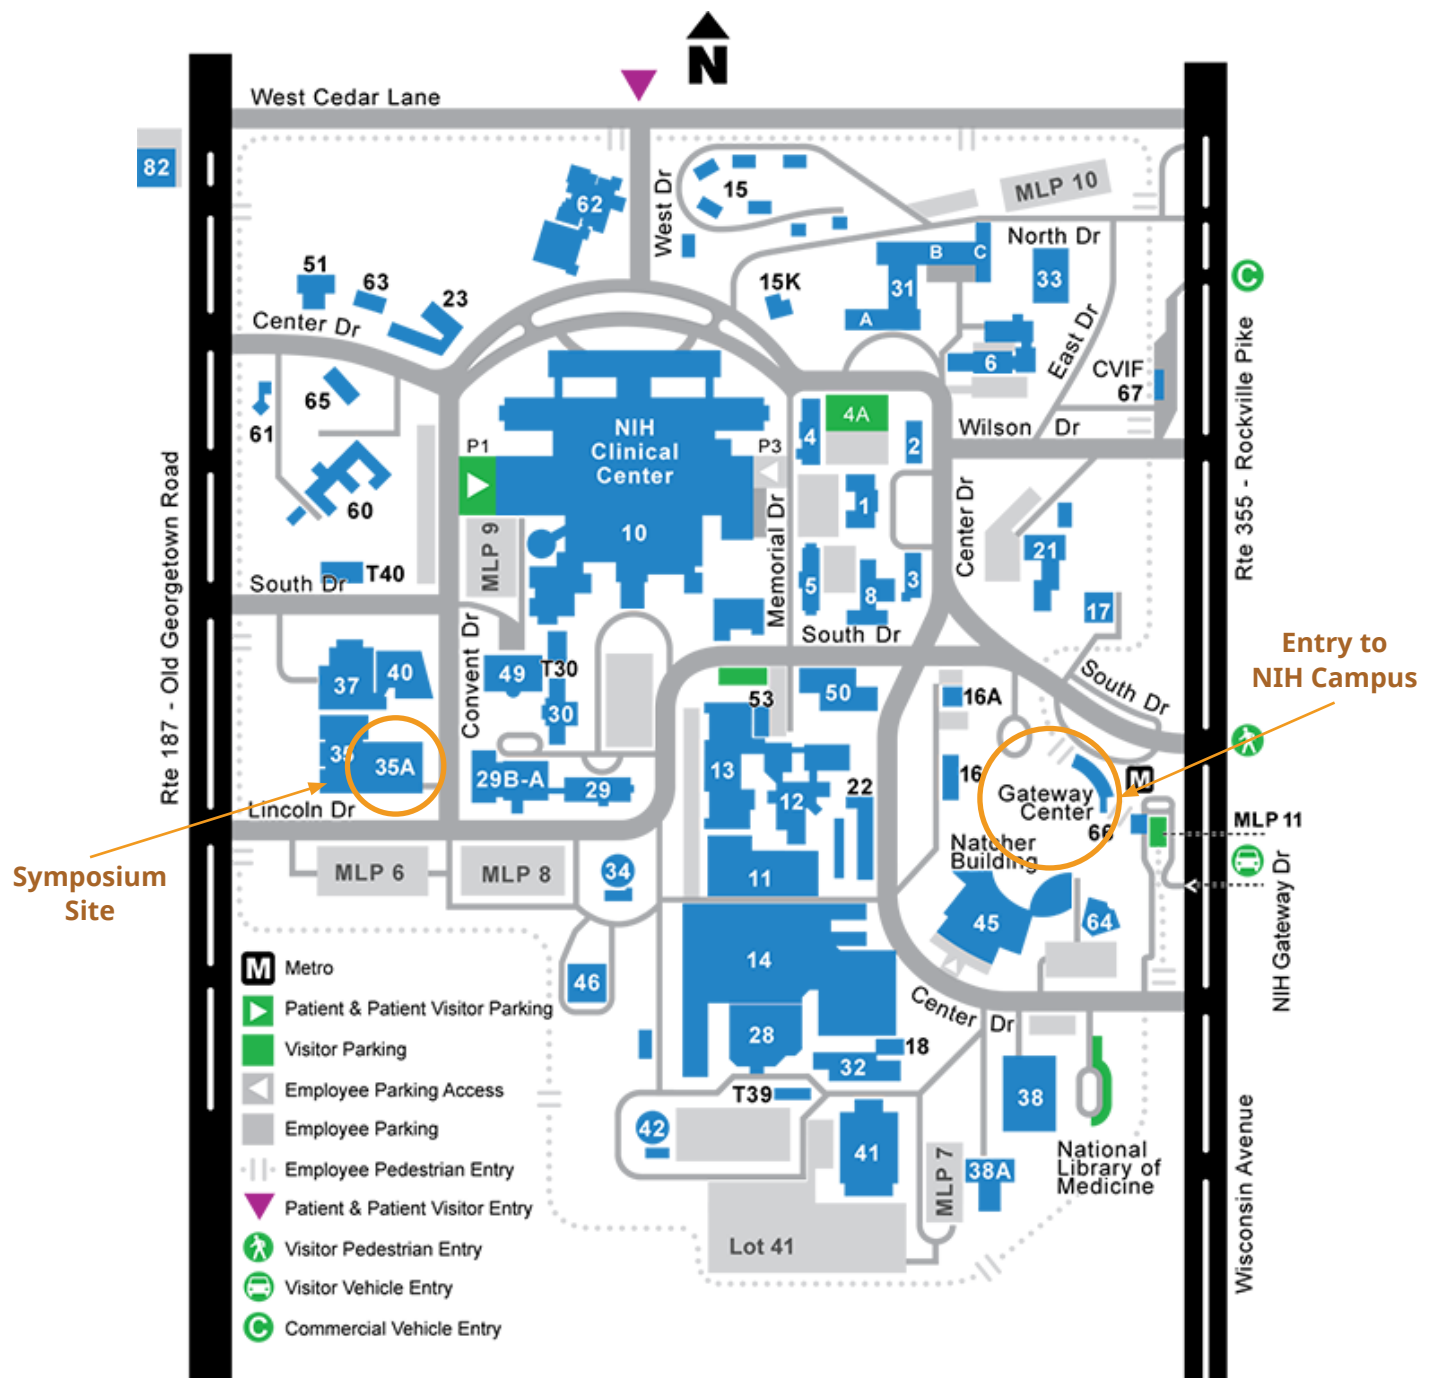 N
West Cedar Lane
82
62
West Dr
15
MLP 10
North Dr
B
C
33
31
A
15K
51
63
23
Center Dr
6
East Dr
CVIF
67
C
Rte 355 - Rockville Pike
65
61
60
NIH
Clinical
Center
10
P1
P3
4A
4
2
1
Wilson Dr
Center Dr
Memorial Dr
MLP 9
5
8
3
21
17
T40
South Dr
South Dr
South Dr
Rte 187 - Old Georgetown Road
Convent Dr
37
40
49
T30
30
53
50
16A
16
35
35A
29B-A
29
13
12
22
Lincoln Dr
Gateway
Center
66
M
MLP 11
Entry to
NIH Campus
Symposium
Site
MLP 6
MLP 8
34
11
Natcher
Building
45
64
NIH Gateway Dr
14
46
28
18
32
Center Dr
T39
42
41
MLP 7
38A
38
National
Library of
Medicine
Lot 41
Wisconsin Avenue
M Metro
Patient & Patient Visitor Parking
Visitor Parking
Employee Parking Access
Employee Parking
Employee Pedestrian Entry
Patient & Patient Visitor Entry
Visitor Pedestrian Entry
Visitor Vehicle Entry
C Commercial Vehicle Entry